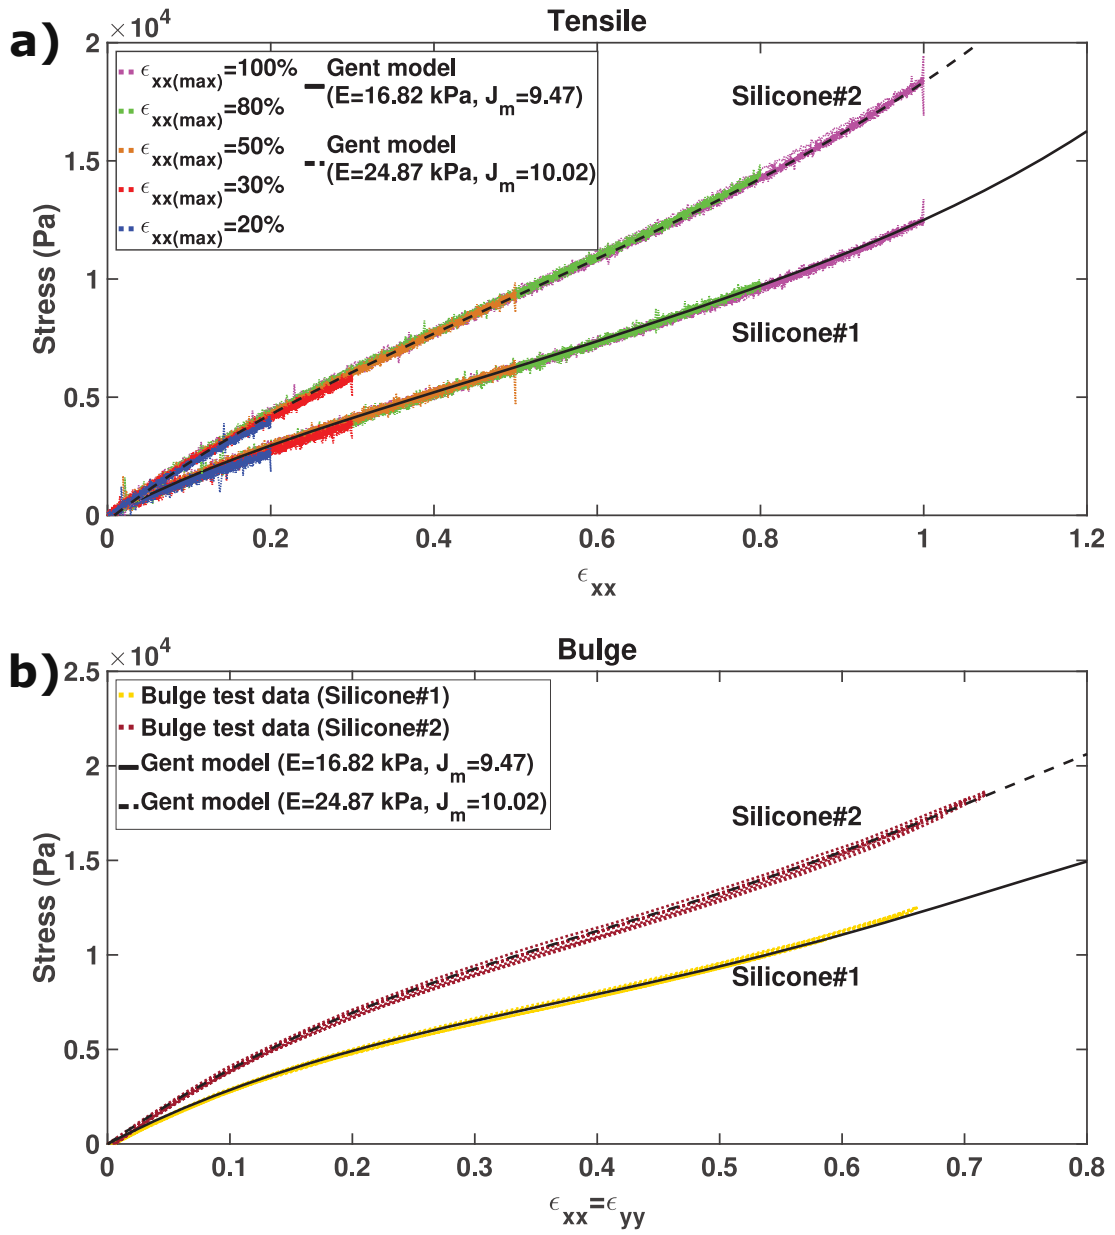 a)
Tensile
×10⁴
2
1.5
1
0.5
0
Stress (Pa)
ϵxx(max)=100%
ϵxx(max)=80%
ϵxx(max)=50%
ϵxx(max)=30%
ϵxx(max)=20%
Gent model
(E=16.82 kPa, Jm=9.47)
Gent model
(E=24.87 kPa, Jm=10.02)
Silicone#2
Silicone#1
0 0.2 0.4 0.6 0.8 1 1.2
ϵxx
b)
Bulge
×10⁴
2.5
2
1.5
1
0.5
0
Stress (Pa)
Bulge test data (Silicone#1)
Bulge test data (Silicone#2)
Gent model (E=16.82 kPa, Jm=9.47)
Gent model (E=24.87 kPa, Jm=10.02)
Silicone#2
Silicone#1
0 0.1 0.2 0.3 0.4 0.5 0.6 0.7 0.8
ϵxx=ϵyy